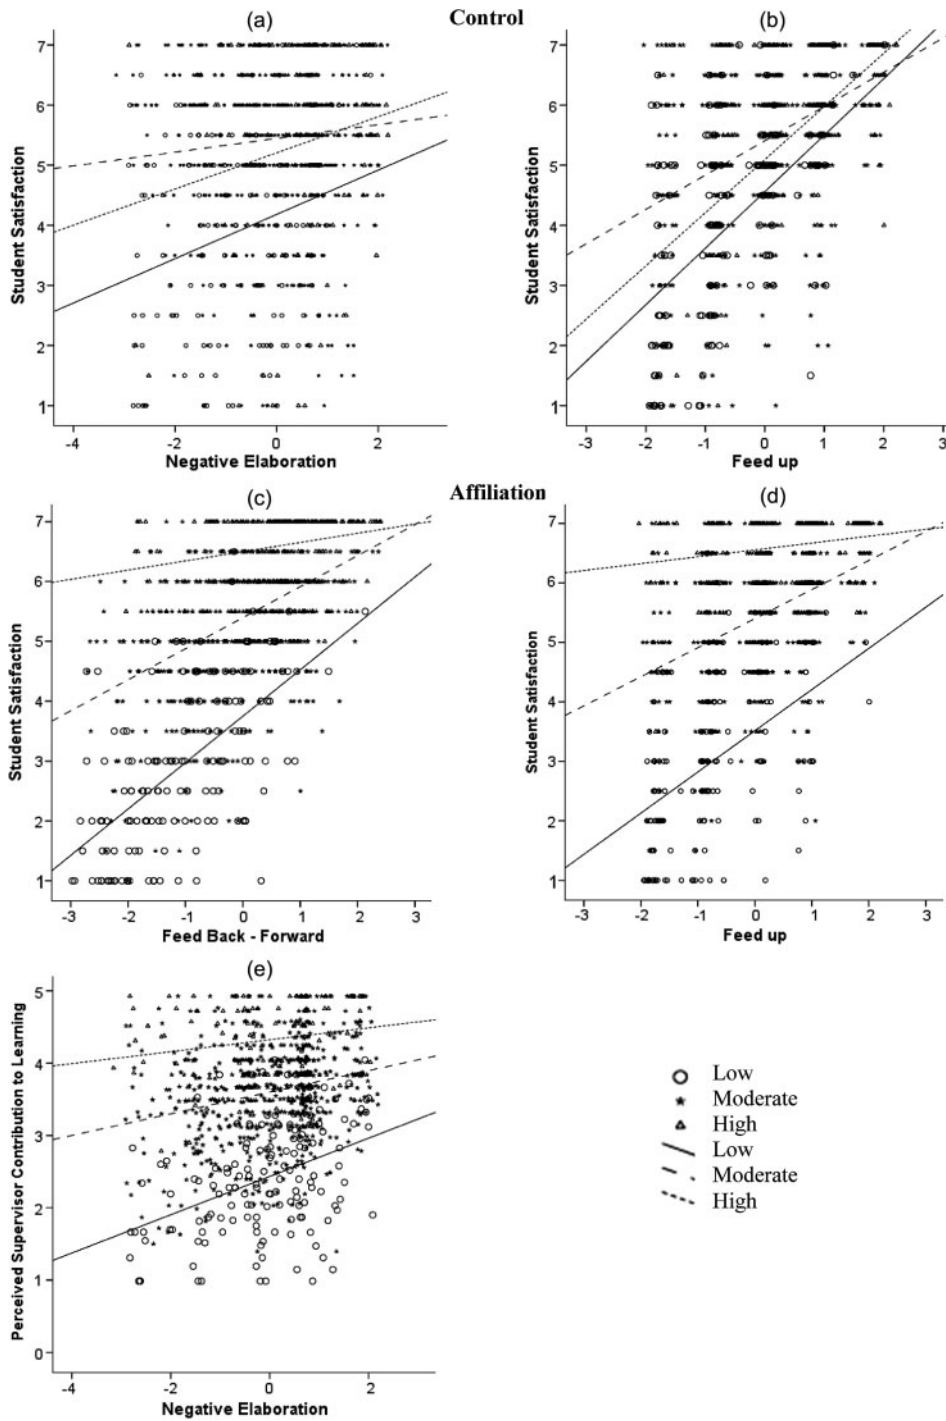 Control
(a)
(b)
7
6
5
4
3
2
1
Student Satisfaction
-4
-2
0
2
Negative Elaboration
7
6
5
4
3
2
1
Student Satisfaction
-3
-2
-1
0
1
2
3
Feed up
Affiliation
(c)
(d)
7
6
5
4
3
2
1
Student Satisfaction
-3
-2
-1
0
1
2
3
Feed Back - Forward
7
6
5
4
3
2
1
Student Satisfaction
-3
-2
-1
0
1
2
3
Feed up
(e)
5
4
3
2
1
0
Perceived Supervisor Contribution to Learning
-4
-2
0
2
Negative Elaboration
Low
Moderate
High
Low
Moderate
High